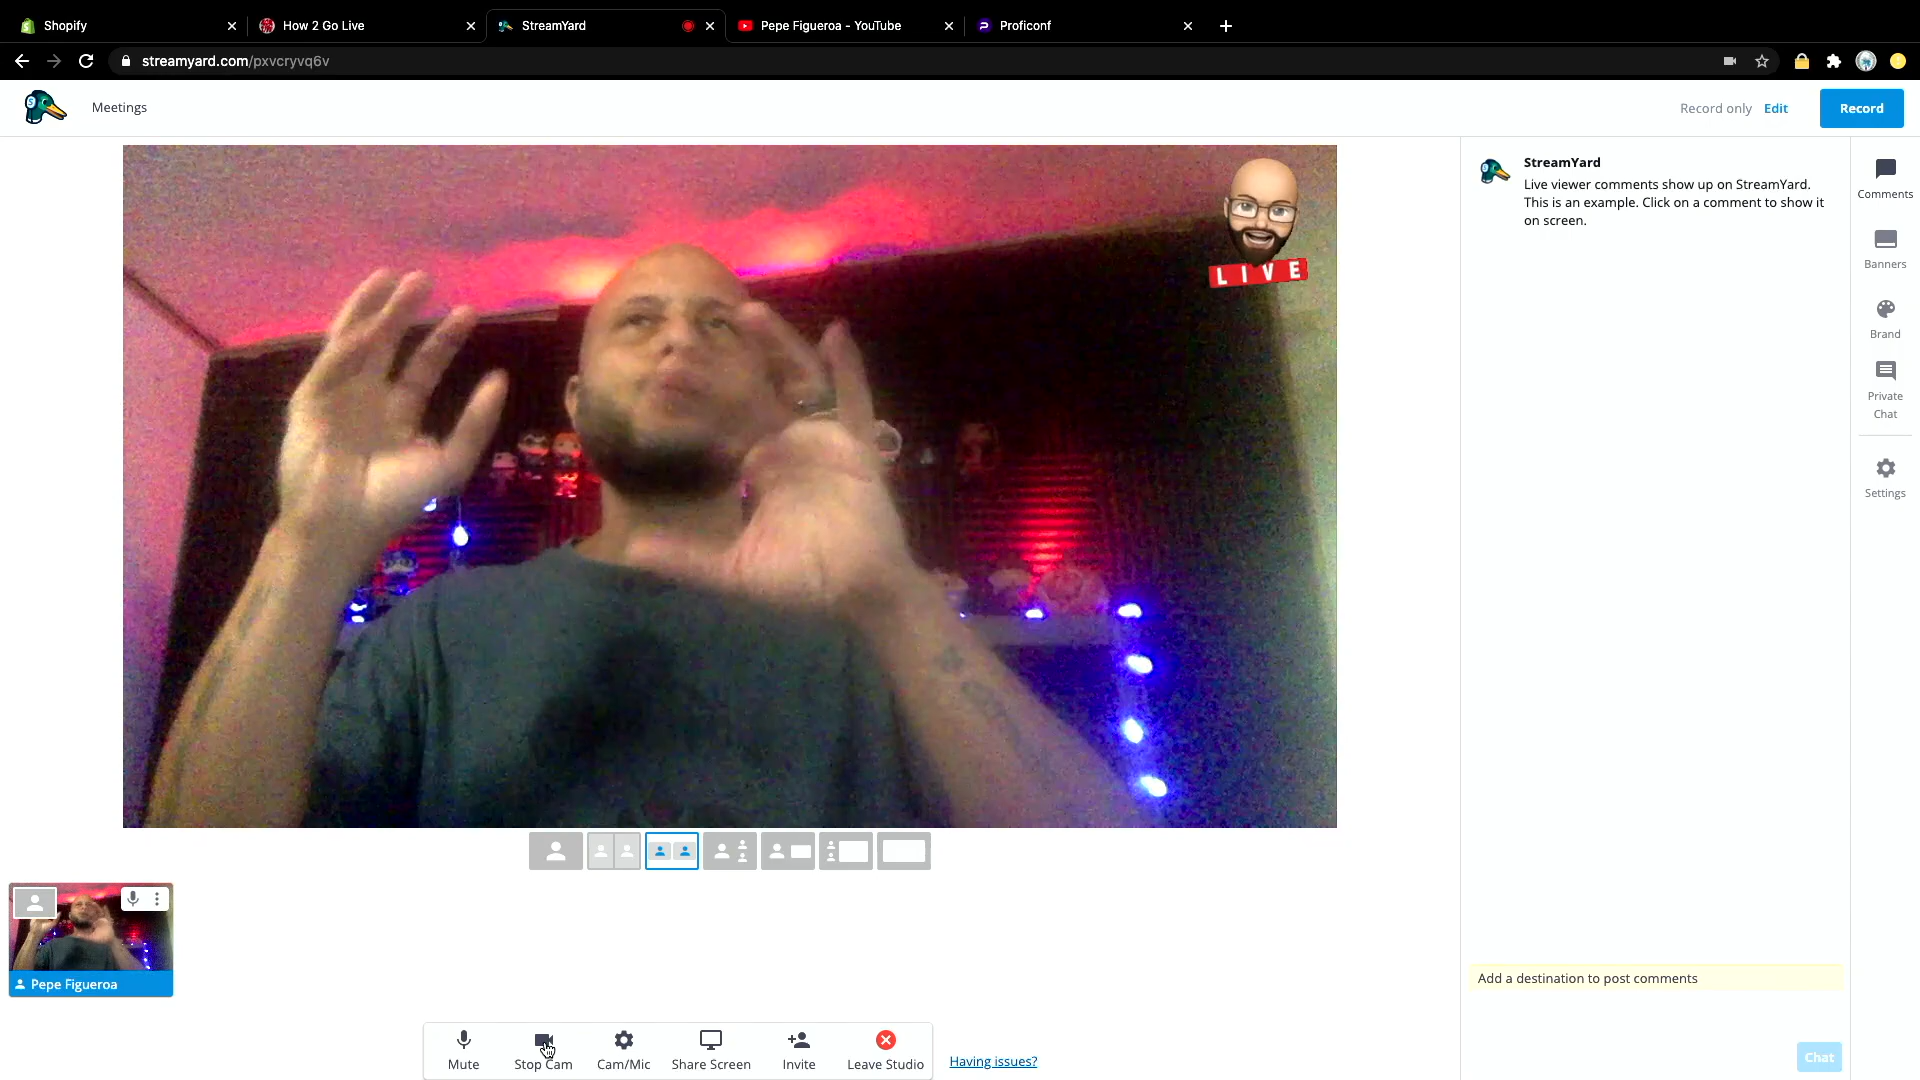 Shopify
How 2 Go Live
StreamYard
Pepe Figueroa - YouTube
Proficonf
streamyard.com/pxvcryvq6v
Meetings
Record only
Edit
Record
LIVE
StreamYard
Live viewer comments show up on StreamYard.
This is an example. Click on a comment to show it
on screen.
Comments
Banners
Brand
Private
Chat
Settings
Pepe Figueroa
Add a destination to post comments
Chat
Mute
Stop Cam
Cam/Mic
Share Screen
Invite
Leave Studio
Having issues?